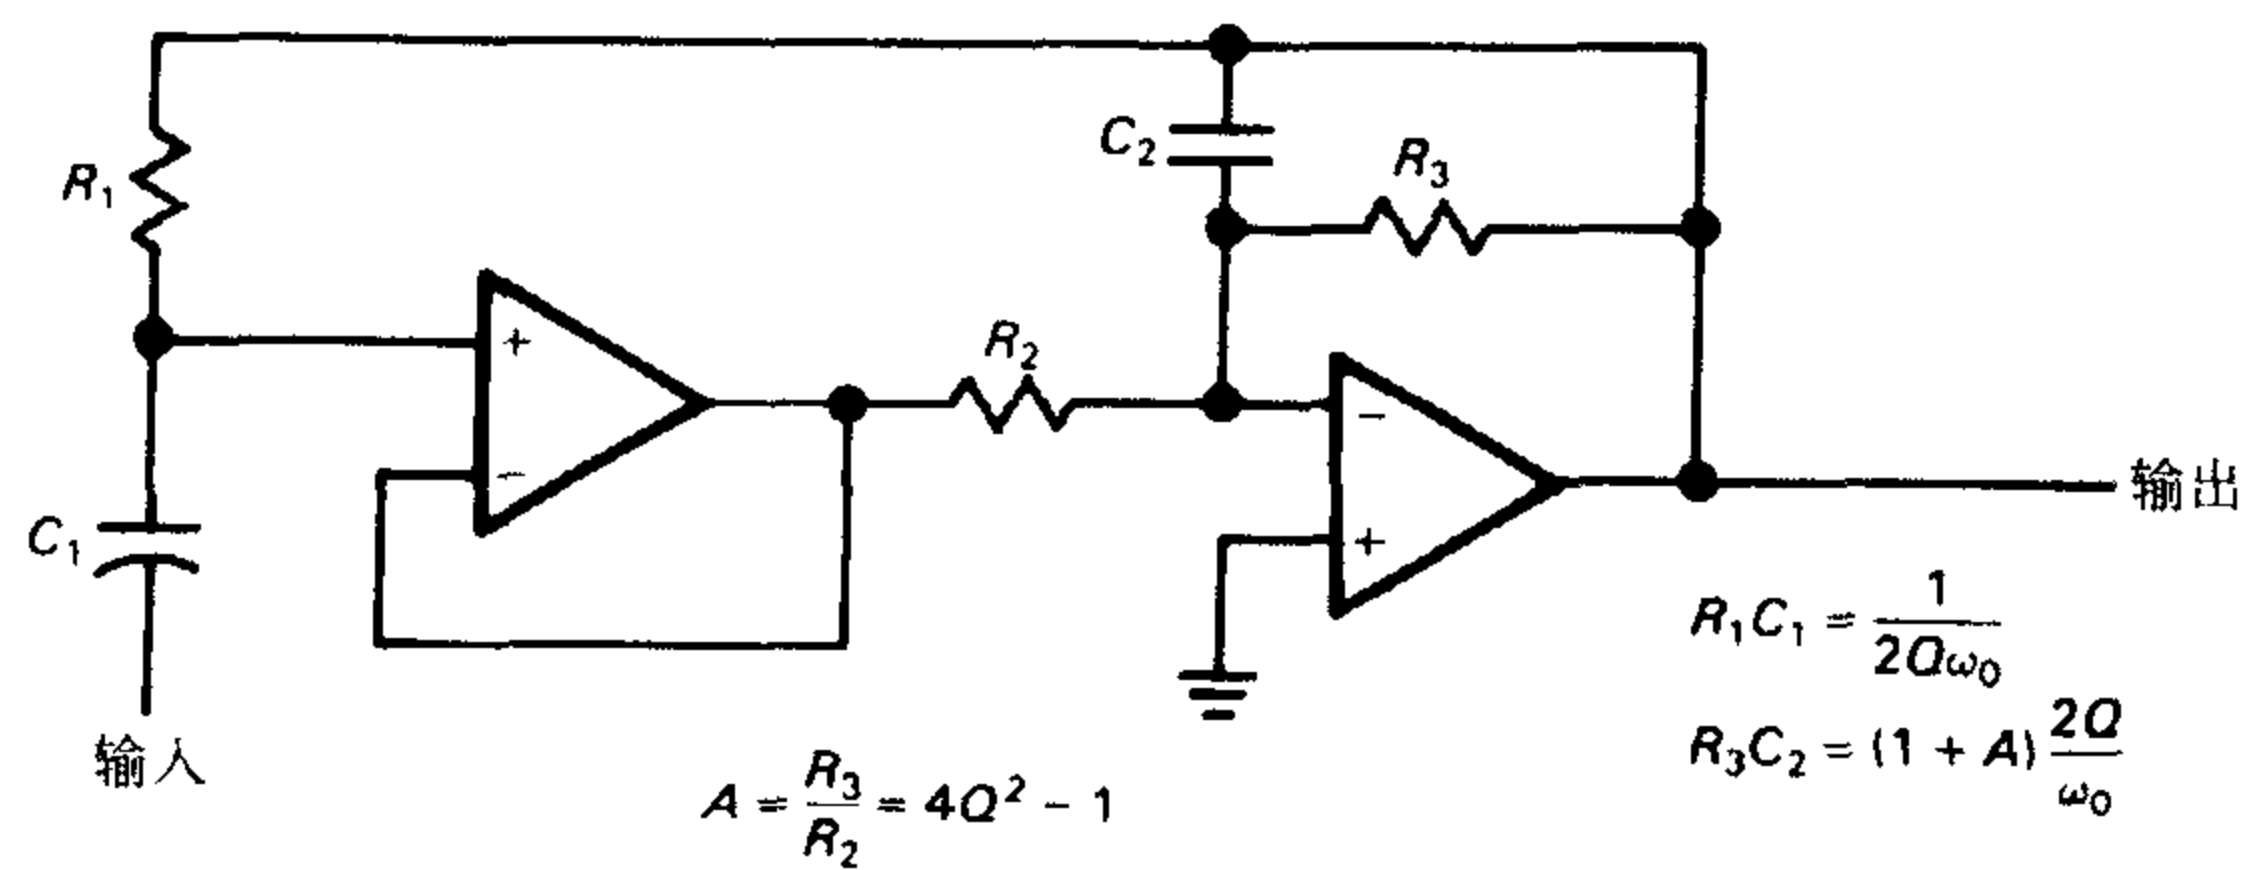 C₂
R₃
R₁
+
R₂
−
−
C₁
+
输出
R₁C₁ = 1/(2Qω₀)
输入
R₃C₂ = (1 + A) 2Q/ω₀
A = R₃/R₂ = 4Q² − 1